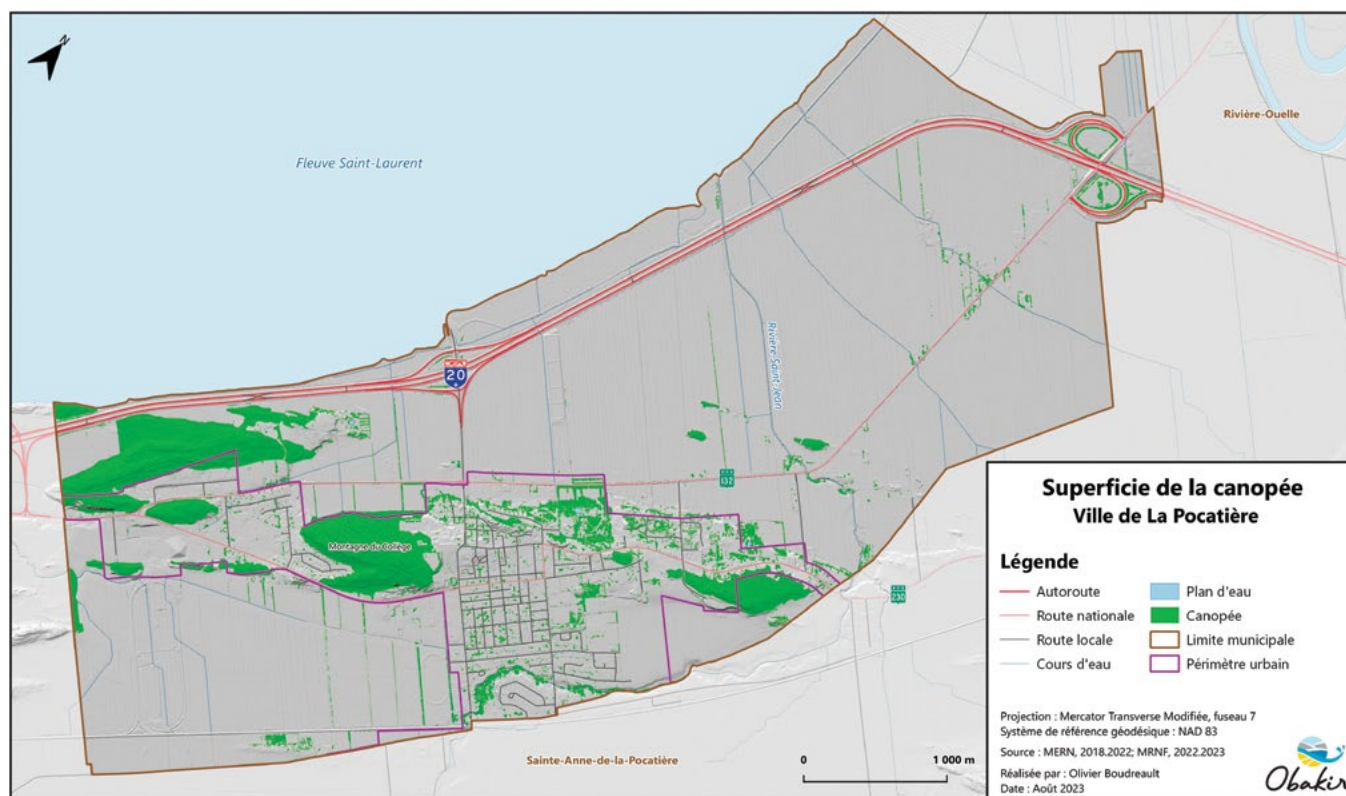 N
Fleuve Saint-Laurent
Rivière-Ouelle
20
Rivière Saint-Jean
132
Montagne du Collège
230
Sainte-Anne-de-la-Pocatière
0 1 000 m
Superficie de la canopée
Ville de La Pocatière
Légende
Autoroute
Route nationale
Route locale
Cours d'eau
Plan d'eau
Canopée
Limite municipale
Périmètre urbain
Projection : Mercator Transverse Modifiée, fuseau 7
Système de référence géodésique : NAD 83
Source : MERN, 2018.2022; MRNF, 2022.2023
Réalisée par : Olivier Boudreault
Date : Août 2023
Obakir